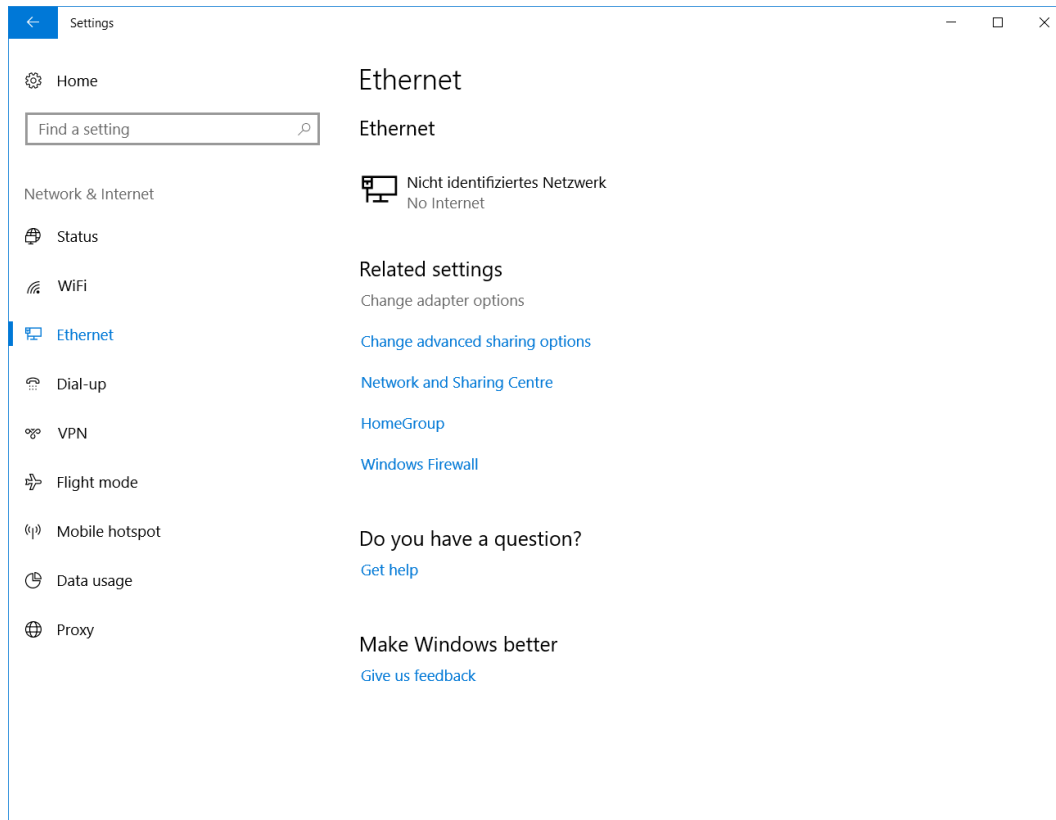 Settings
Home
Find a setting
Network & Internet
Status
WiFi
Ethernet
Dial-up
VPN
Flight mode
Mobile hotspot
Data usage
Proxy
Ethernet
Ethernet
Nicht identifiziertes Netzwerk
No Internet
Related settings
Change adapter options
Change advanced sharing options
Network and Sharing Centre
HomeGroup
Windows Firewall
Do you have a question?
Get help
Make Windows better
Give us feedback